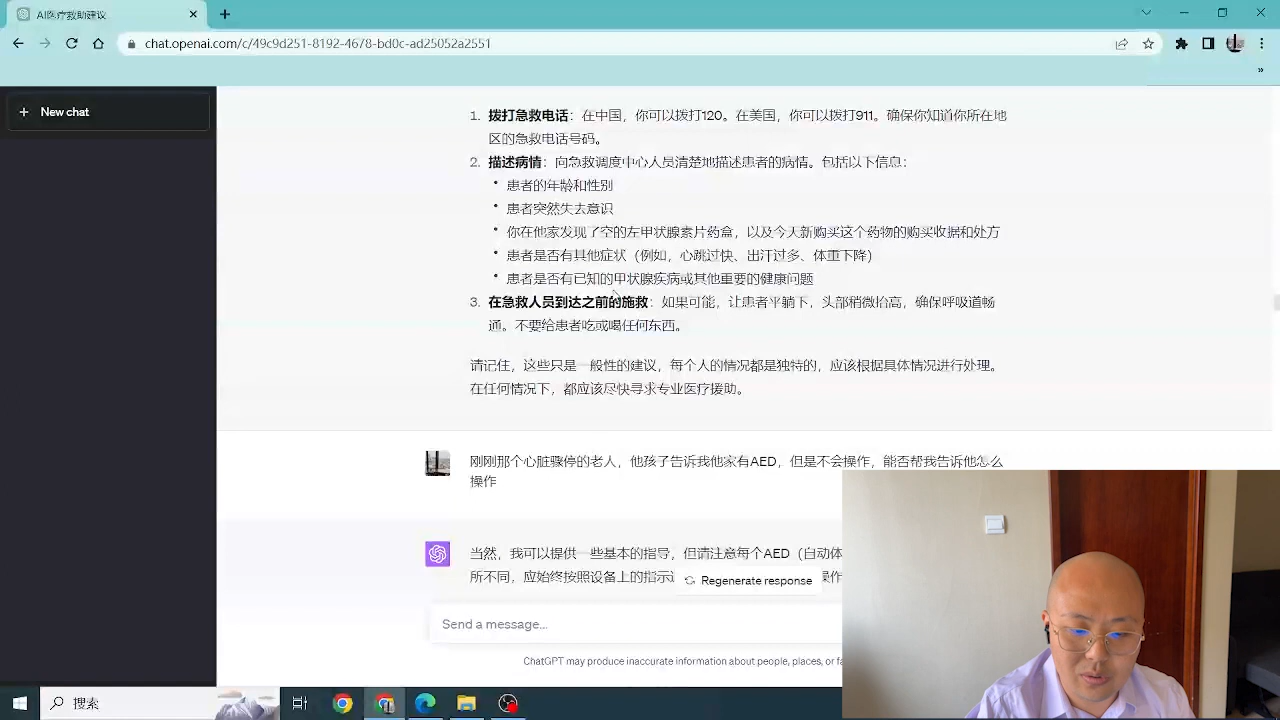 AI医疗救助建议
chat.openai.com/c/49c9d251-8192-4678-bd0c-ad25052a2551
»
New chat
1. 拨打急救电话：在中国，你可以拨打120。在美国，你可以拨打911。确保你知道你所在地
区的急救电话号码。
2. 描述病情：向急救调度中心人员清楚地描述患者的病情。包括以下信息：
• 患者的年龄和性别
• 患者突然失去意识
• 你在他家发现了空的左甲状腺素片药盒，以及今天新购买这个药物的购买收据和处方
• 患者是否有其他症状（例如，心跳过快、出汗过多、体重下降）
• 患者是否有已知的甲状腺疾病或其他重要的健康问题
3. 在急救人员到达之前的施救：如果可能，让患者平躺下，头部稍微抬高，确保呼吸道畅
通。不要给患者吃或喝任何东西。
请记住，这些只是一般性的建议，每个人的情况都是独特的，应该根据具体情况进行处理。
在任何情况下，都应该尽快寻求专业医疗援助。
刚刚那个心脏骤停的老人，他孩子告诉我他家有AED，但是不会操作，能否帮我告诉他怎么
操作
当然，我可以提供一些基本的指导，但请注意每个AED（自动体
所不同，应始终按照设备上的指示
Regenerate response
操作
Send a message...
ChatGPT may produce inaccurate information about people, places, or
搜索